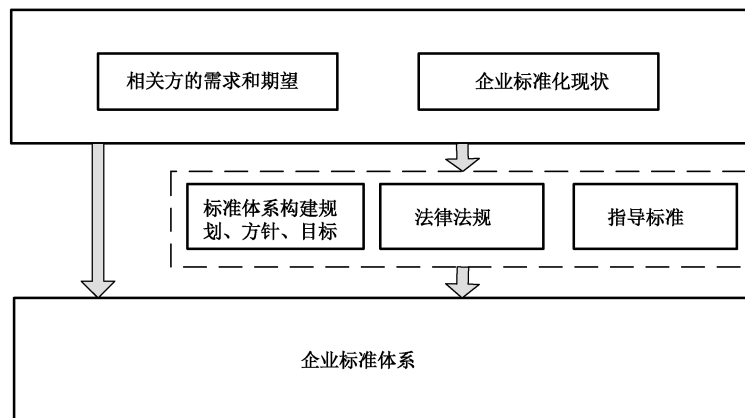 相关方的需求和期望
企业标准化现状
标准体系构建规
划、方针、目标
法律法规
指导标准
企业标准体系